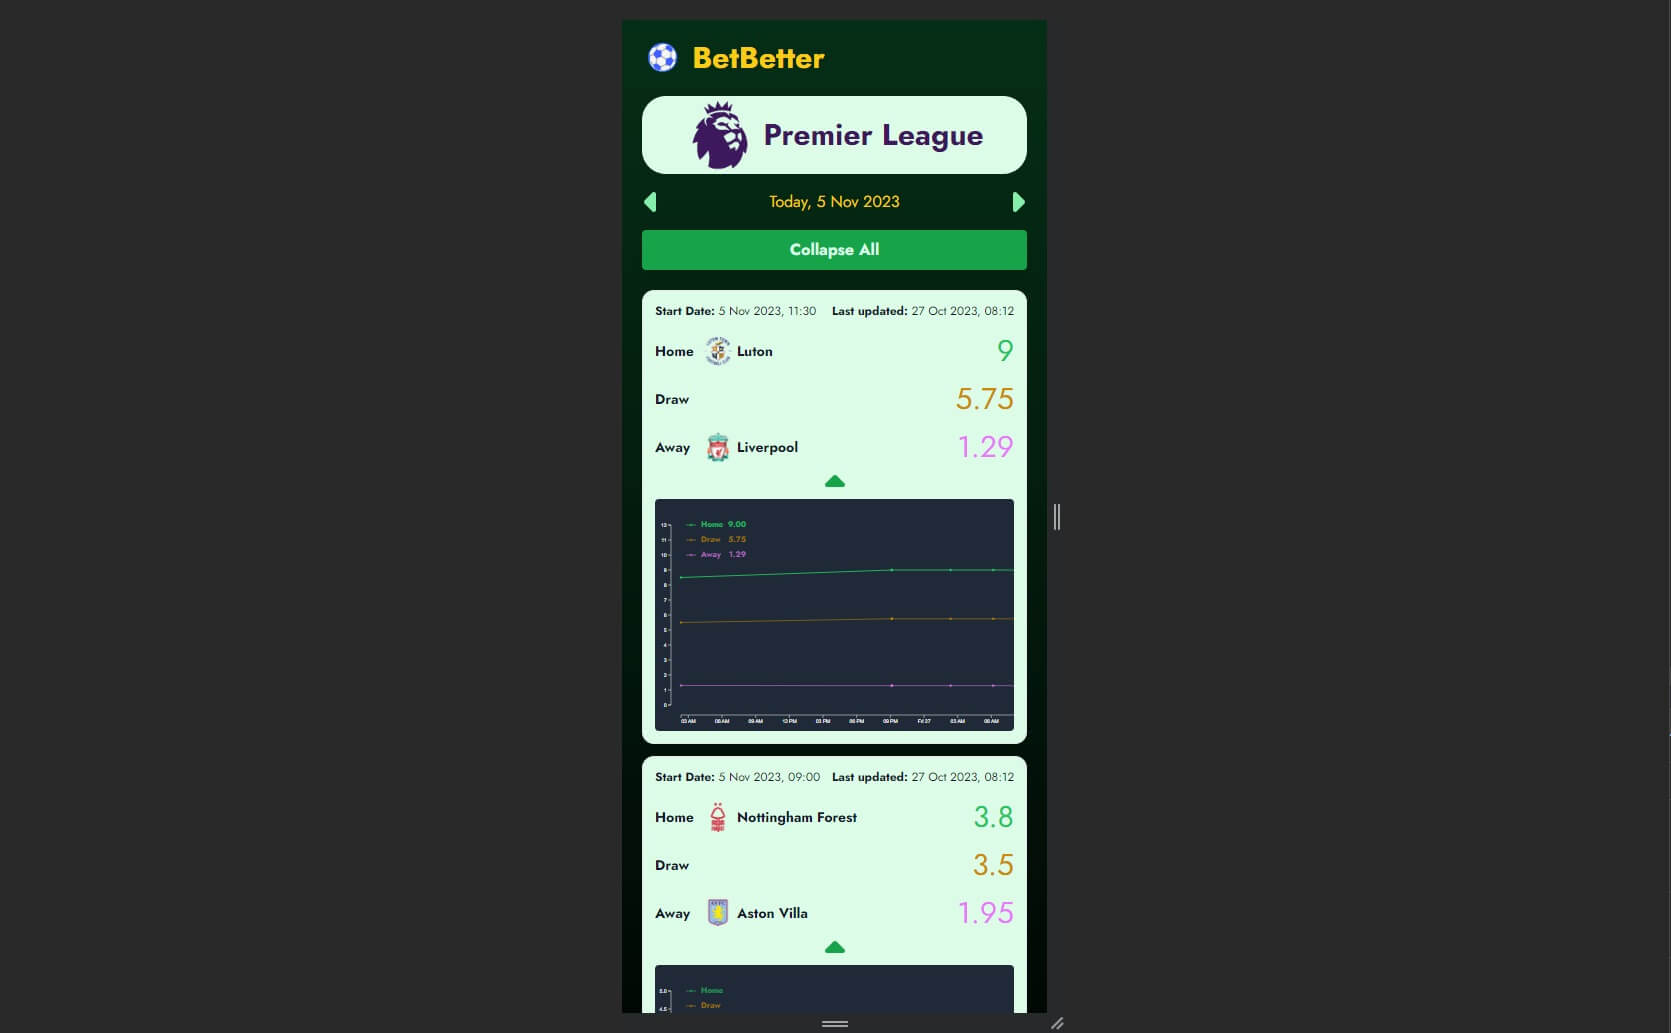 BetBetter
Premier League
Today, 5 Nov 2023
Collapse All
Start Date: 5 Nov 2023, 11:30 Last updated: 27 Oct 2023, 08:12
Home Luton 9
Draw 5.75
Away Liverpool 1.29
Home 9.00
Draw 5.75
Away 1.29
12
11
10
9
8
7
6
5
4
3
2
1
0
03 AM 06 AM 09 AM 12 PM 03 PM 06 PM 09 PM Fri 27 03 AM 06 AM
Start Date: 5 Nov 2023, 09:00 Last updated: 27 Oct 2023, 08:12
Home Nottingham Forest 3.8
Draw 3.5
Away Aston Villa 1.95
5.0 Home
Draw
4.5